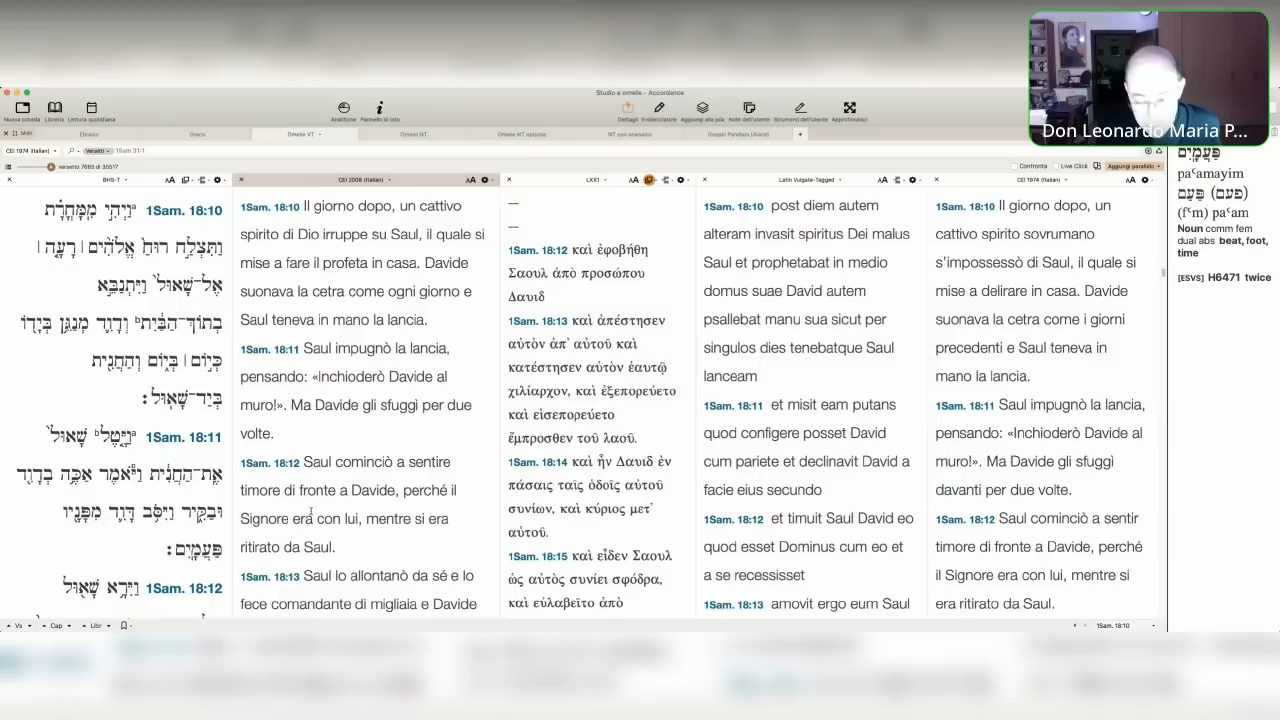 Studio e omelie - Accordance
Nuova scheda Libreria Lettura quotidiana Analitiche Pannello di info Dettagli Evidenziatore Aggiungi alla pila Note dell'utente Strumento dell'utente Approfondisci
Ebraico Greco Omelie VT Omelie NT Omelie NT epistole NT con aramaico Gospel Parallels (Aland)
CEI 1974 (Italian) Versetti 1Sam 31:1
versetto 7686 di 35517 Confronta Live Click Aggiungi parallelo
Don Leonardo Maria P...
BHS-T
1Sam. 18:10 וַיְהִ֣י מִֽמָּחֳרָ֗ת
וַתִּצְלַ֣ח רוּחַ֩ אֱלֹהִ֨ים ׀ רָעָ֤ה ׀
אֶל־שָׁאוּל֙ וַיִּתְנַבֵּ֣א
בְתוֹךְ־הַבַּ֔יִת b וְדָוִ֛ד מְנַגֵּ֥ן בְּיָד֖וֹ
כְּי֣וֹם ׀ בְּי֑וֹם וְהַחֲנִ֖ית
בְּיַד־שָׁאֽוּל׃
1Sam. 18:11 a וַיָּ֤טֶל b שָׁאוּל֙
אֶֽת־הַחֲנִ֔ית וַיֹּ֕אמֶר אַכֶּ֥ה בְדָוִ֖ד
וּבַקִּ֑יר וַיִּסֹּ֥ב דָּוִ֛ד מִפָּנָ֖יו
פַּעֲמָֽיִם׃
1Sam. 18:12 וַיִּרָ֥א שָׁא֖וּל
CEI 2008 (Italian)
1Sam. 18:10 Il giorno dopo, un cattivo
spirito di Dio irruppe su Saul, il quale si
mise a fare il profeta in casa. Davide
suonava la cetra come ogni giorno e
Saul teneva in mano la lancia.
1Sam. 18:11 Saul impugnò la lancia,
pensando: «Inchioderò Davide al
muro!». Ma Davide gli sfuggì per due
volte.
1Sam. 18:12 Saul cominciò a sentire
timore di fronte a Davide, perché il
Signore era con lui, mentre si era
ritirato da Saul.
1Sam. 18:13 Saul lo allontanò da sé e lo
fece comandante di migliaia e Davide
LXX1
—
—
1Sam. 18:12 καὶ ἐφοβήθη
Σαουλ ἀπὸ προσώπου
Δαυιδ
1Sam. 18:13 καὶ ἀπέστησεν
αὐτὸν ἀπ᾽ αὐτοῦ καὶ
κατέστησεν αὐτὸν ἑαυτῷ
χιλίαρχον, καὶ ἐξεπορεύετο
καὶ εἰσεπορεύετο
ἔμπροσθεν τοῦ λαοῦ.
1Sam. 18:14 καὶ ἦν Δαυιδ ἐν
πάσαις ταῖς ὁδοῖς αὐτοῦ
συνίων, καὶ κύριος μετ᾽
αὐτοῦ.
1Sam. 18:15 καὶ εἶδεν Σαουλ
ὡς αὐτὸς συνίει σφόδρα,
καὶ εὐλαβεῖτο ἀπὸ
Latin Vulgate-Tagged
1Sam. 18:10 post diem autem
alteram invasit spiritus Dei malus
Saul et prophetabat in medio
domus suae David autem
psallebat manu sua sicut per
singulos dies tenebatque Saul
lanceam
1Sam. 18:11 et misit eam putans
quod configere posset David
cum pariete et declinavit David a
facie eius secundo
1Sam. 18:12 et timuit Saul David eo
quod esset Dominus cum eo et
a se recessisset
1Sam. 18:13 amovit ergo eum Saul
CEI 1974 (Italian)
1Sam. 18:10 Il giorno dopo, un
cattivo spirito sovrumano
s'impossessò di Saul, il quale si
mise a delirare in casa. Davide
suonava la cetra come i giorni
precedenti e Saul teneva in
mano la lancia.
1Sam. 18:11 Saul impugnò la lancia,
pensando: «Inchioderò Davide al
muro!». Ma Davide gli sfuggì
davanti per due volte.
1Sam. 18:12 Saul cominciò a sentir
timore di fronte a Davide, perché
il Signore era con lui, mentre si
era ritirato da Saul.
פַּעֲמָֽיִם
paʿamayim
פַּעַם (פעם)
(fʿm) paʿam
Noun comm fem
dual abs beat, foot,
time
[ESVS] H6471 twice
Vs Cap Libr 1Sam. 18:10